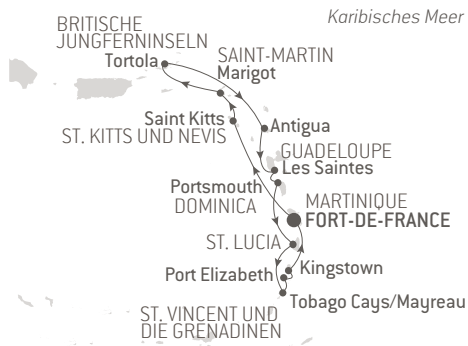 Karibisches Meer
BRITISCHE
JUNGFERNINSELN
Tortola
SAINT-MARTIN
Marigot
Saint Kitts
ST. KITTS UND NEVIS
Antigua
GUADELOUPE
Les Saintes
Portsmouth
DOMINICA
MARTINIQUE
FORT-DE-FRANCE
ST. LUCIA
Kingstown
Port Elizabeth
Tobago Cays/Mayreau
ST. VINCENT UND
DIE GRENADINEN